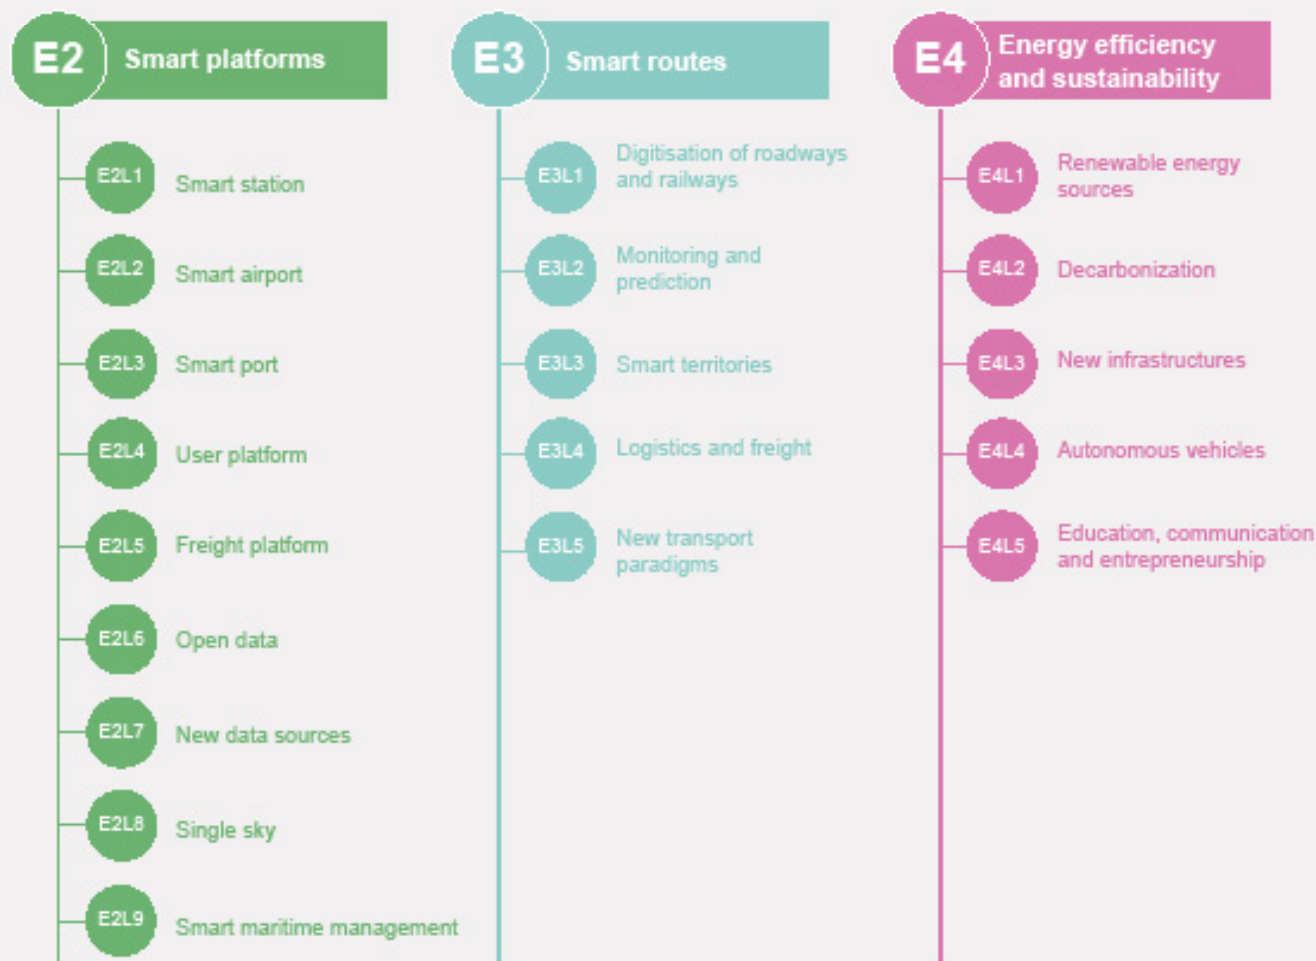 E2
Smart platforms
E2L1
Smart station
E2L2
Smart airport
E2L3
Smart port
E2L4
User platform
E2L5
Freight platform
E2L6
Open data
E2L7
New data sources
E2L8
Single sky
E2L9
Smart maritime management
E3
Smart routes
E3L1
Digitisation of roadways
and railways
E3L2
Monitoring and
prediction
E3L3
Smart territories
E3L4
Logistics and freight
E3L5
New transport
paradigms
E4
Energy efficiency
and sustainability
E4L1
Renewable energy
sources
E4L2
Decarbonization
E4L3
New infrastructures
E4L4
Autonomous vehicles
E4L5
Education, communication
and entrepreneurship